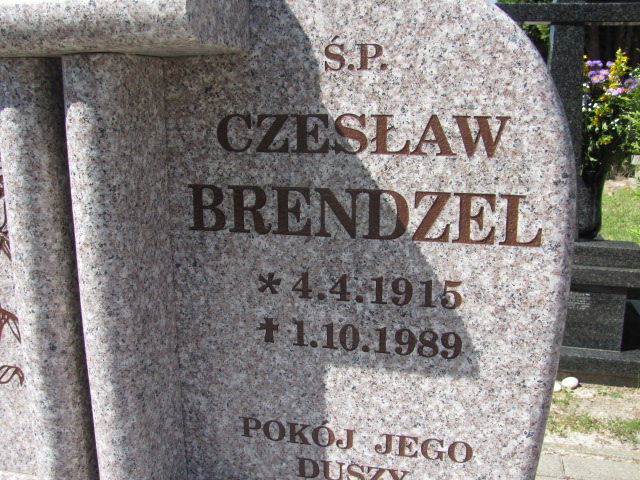 Ś.P.
CZESŁAW
BRENDZEL
* 4.4.1915
✝ 1.10.1989
POKÓJ JEGO
DUSZY